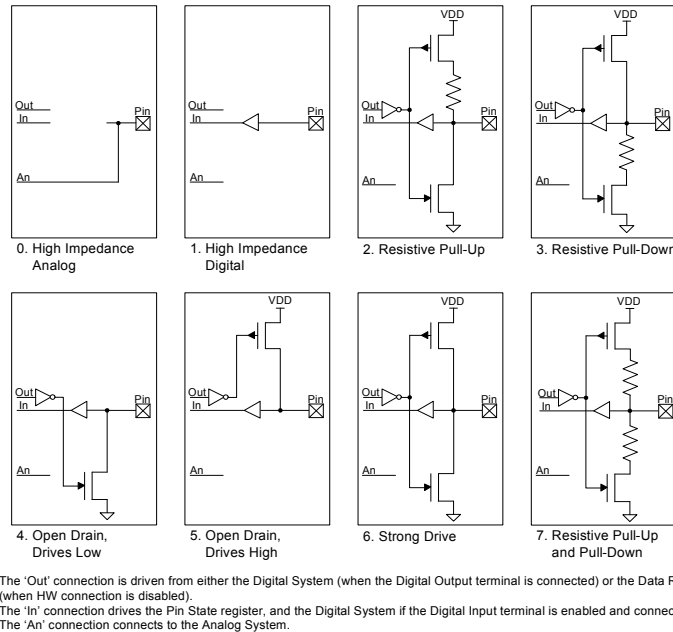 VDD
VDD
Out
In
Pin
An
Out
In
Pin
An
Out
In
Pin
An
Out
In
Pin
An
0. High Impedance
Analog
1. High Impedance
Digital
2. Resistive Pull-Up
3. Resistive Pull-Down
VDD
VDD
VDD
Out
In
Pin
An
Out
In
Pin
An
Out
In
Pin
An
Out
In
Pin
An
4. Open Drain,
Drives Low
5. Open Drain,
Drives High
6. Strong Drive
7. Resistive Pull-Up
and Pull-Down
The ‘Out’ connection is driven from either the Digital System (when the Digital Output terminal is connected) or the Data R
(when HW connection is disabled).
The ‘In’ connection drives the Pin State register, and the Digital System if the Digital Input terminal is enabled and connec
The ‘An’ connection connects to the Analog System.